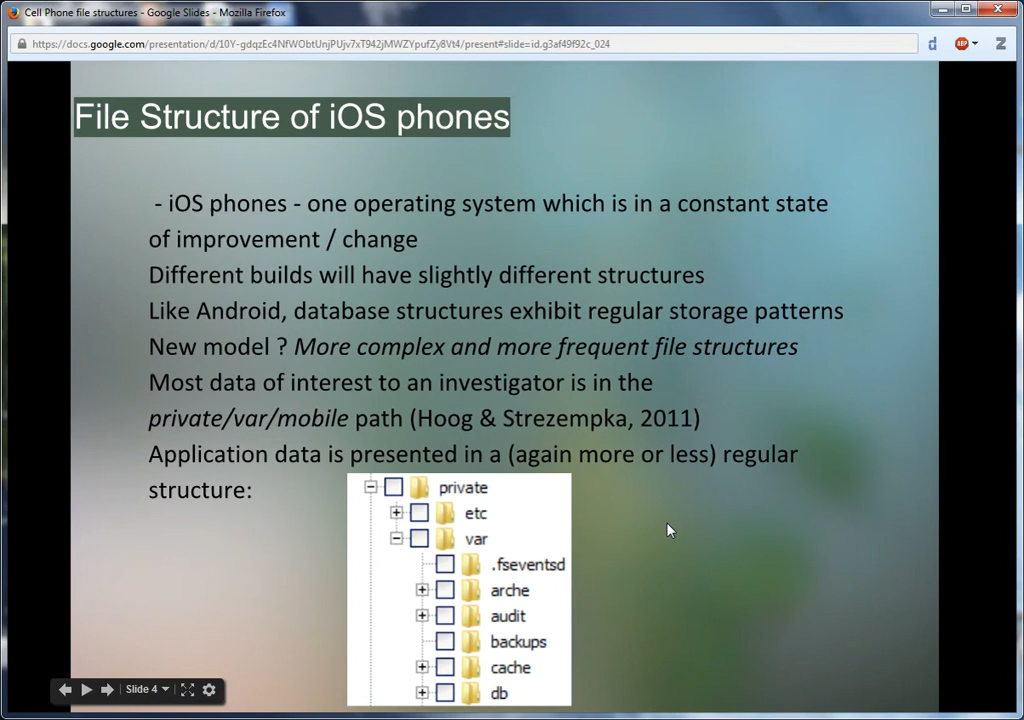 Cell Phone file structures - Google Slides - Mozilla Firefox
https://docs.google.com/presentation/d/10Y-gdqzEc4NfWObtUnjPUjv7xT942jMWZYpufZy8Vt4/present#slide=id.g3af49f92c_024
d ABP Z
File Structure of iOS phones
- iOS phones - one operating system which is in a constant state
of improvement / change
Different builds will have slightly different structures
Like Android, database structures exhibit regular storage patterns
New model ? More complex and more frequent file structures
Most data of interest to an investigator is in the
private/var/mobile path (Hoog & Strezempka, 2011)
Application data is presented in a (again more or less) regular
structure:
private
etc
var
.fseventsd
arche
audit
backups
cache
db
Slide 4